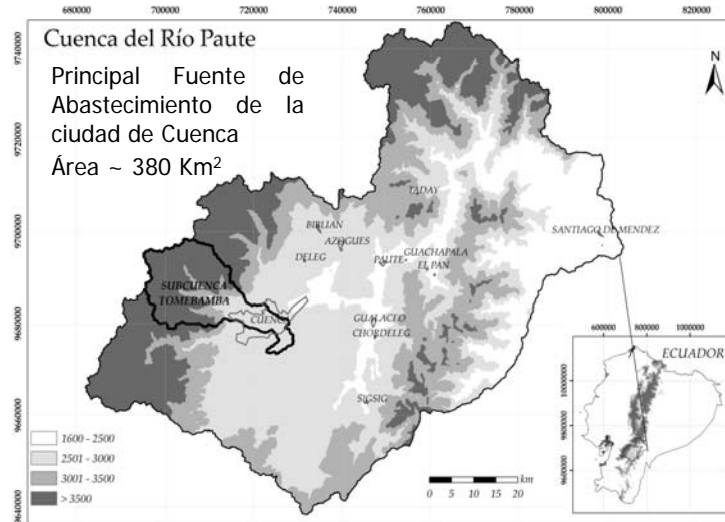 680000 700000 720000 740000 760000 780000 800000 820000
Cuenca del Río Paute
Principal Fuente de
Abastecimiento de la
ciudad de Cuenca
Área ~ 380 Km²
N
9740000
9720000
9700000
9680000
9660000
9640000
TADAY
BIBLIAN
AZOGUES
DELEG
PAUTE
GUACHAPALA
EL PAN
SANTIAGO DE MENDEZ
SUBCUENCA
TOMEBAMBA
CUENCA
GUALACEO
CHORDELEG
SIGSIG
1600 - 2500
2501 - 3000
3001 - 3500
> 3500
km
0 5 10 15 20
600000 800000 1000000
ECUADOR
10000000
9800000
9600000